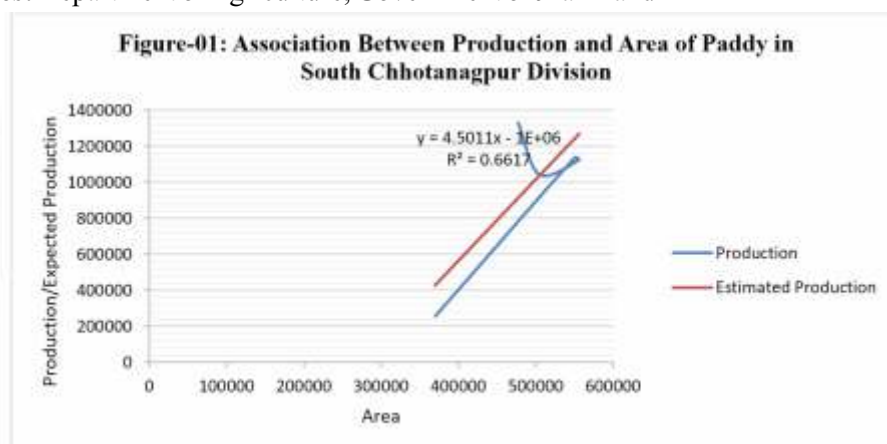 Figure-01: Association Between Production and Area of Paddy in
South Chhotanagpur Division
Production/Expected Production
1400000
1200000
1000000
800000
600000
400000
200000
0
y = 4.5011x - 1E+06
R² = 0.6617
0 100000 200000 300000 400000 500000 600000
Area
Production
Estimated Production